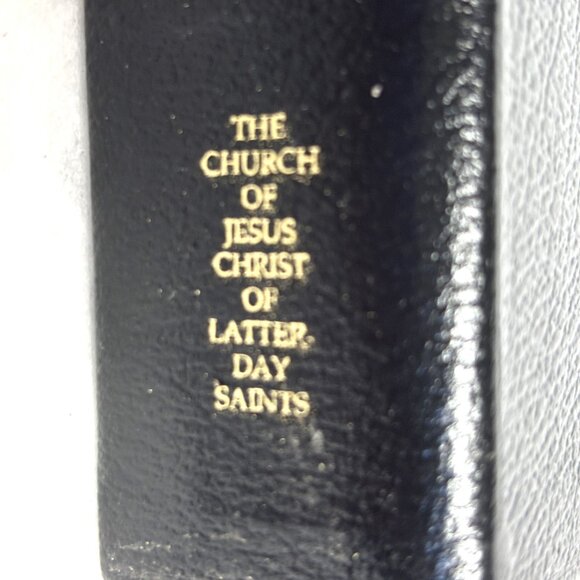 THE
CHURCH
OF
JESUS
CHRIST
OF
LATTER-
DAY
SAINTS